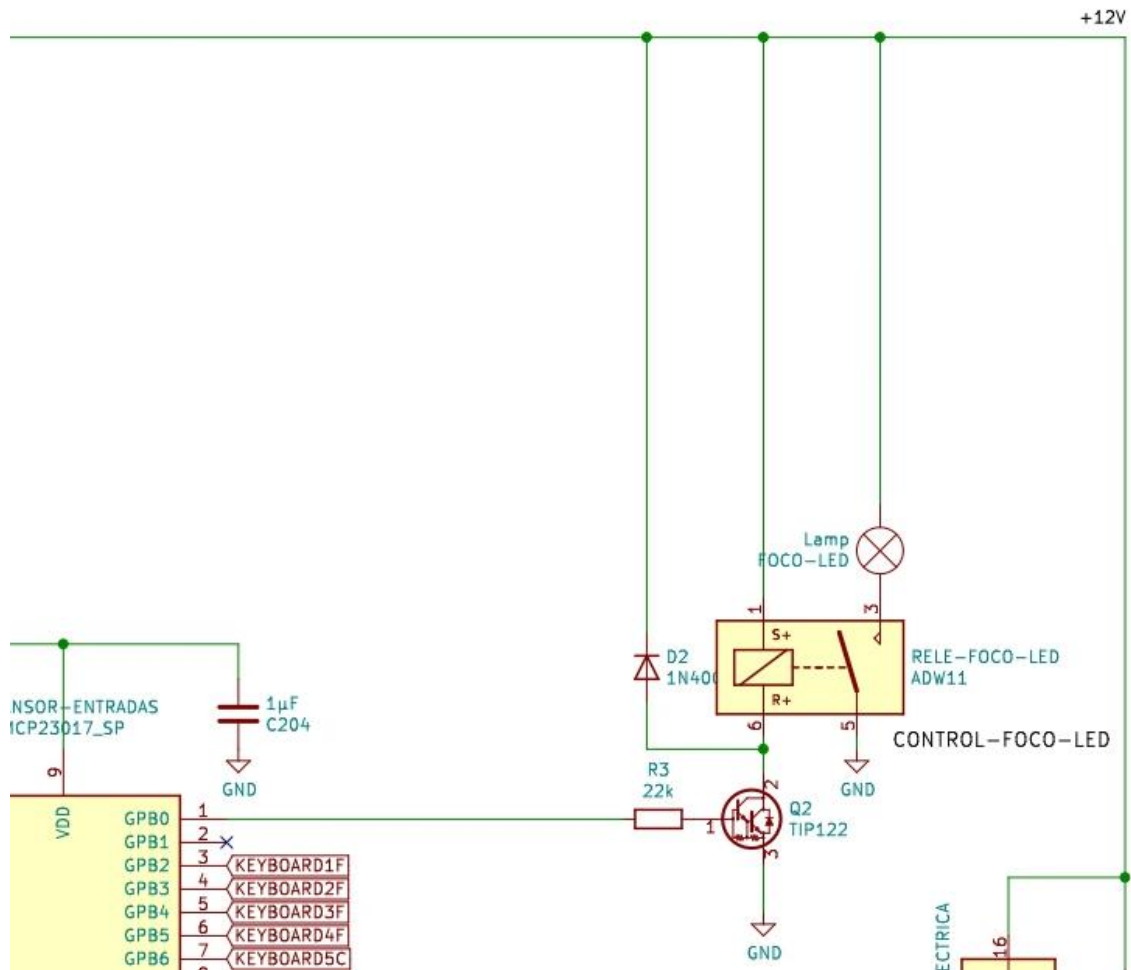 +12V
Lamp
FOCO-LED
1
3
S+
D2
1N400
R+
RELE-FOCO-LED
ADW11
6
5
CONTROL-FOCO-LED
NSOR-ENTRADAS
MCP23017_SP
1µF
C204
GND
9
VDD
R3
22k
GND
2
1
Q2
TIP122
3
GND
GPB0 1
GPB1 2
GPB2 3 KEYBOARD1F
GPB3 4 KEYBOARD2F
GPB4 5 KEYBOARD3F
GPB5 6 KEYBOARD4F
GPB6 7 KEYBOARD5C
ECTRICA
16